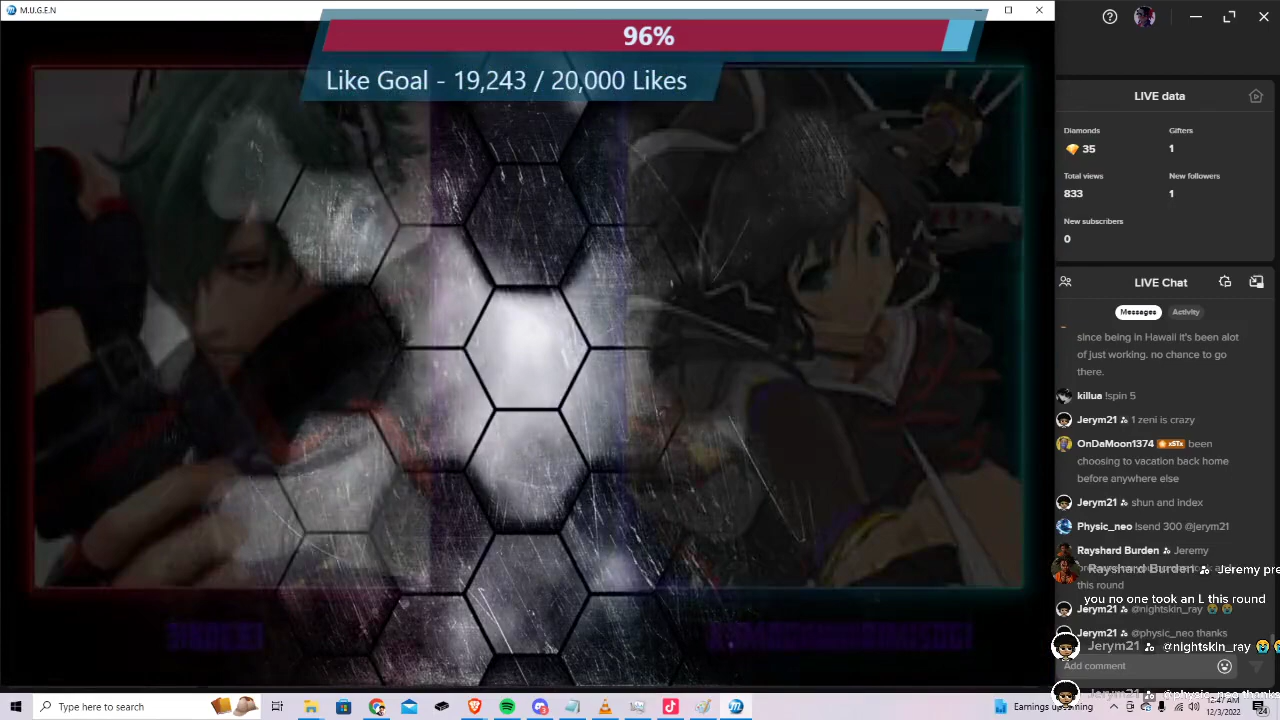 M.U.G.E.N
96%
Like Goal - 19,243 / 20,000 Likes
LIVE data
Diamonds
35
Gifters
1
Total views
833
New followers
1
New subscribers
0
LIVE Chat
Messages
Activity
since being in Hawaii it's been alot
of just working. no chance to go
there.
killua !spin 5
Jerym21 1 zeni is crazy
OnDaMoon1374 xSTx been
choosing to vacation back home
before anywhere else
Jerym21 shun and index
Physic_neo !send 300 @jerym21
Rayshard Burden Jeremy
Rayshard Burden Jeremy pre
this round
you no one took an L this round
Jerym21 @nightskin_ray 😭😭
Jerym21 @physic_neo thanks
Jerym21 @nightskin_ray 😭
Add comment
Jerym21 @physic_neo thanks
Type here to search
Earnings upcoming
12/3/2022
24